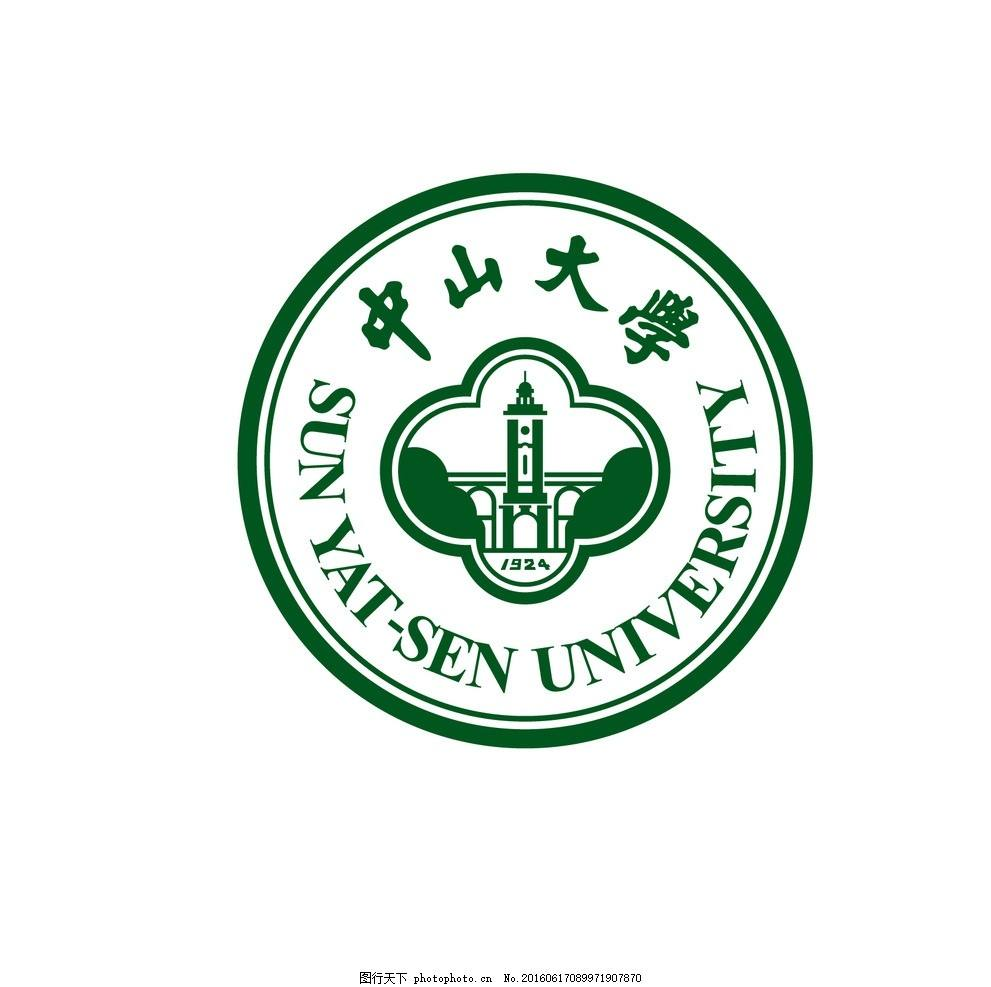 中山大學
SUN YAT-SEN UNIVERSITY
1924
图行天下 photophoto.cn No.20160617089971907870